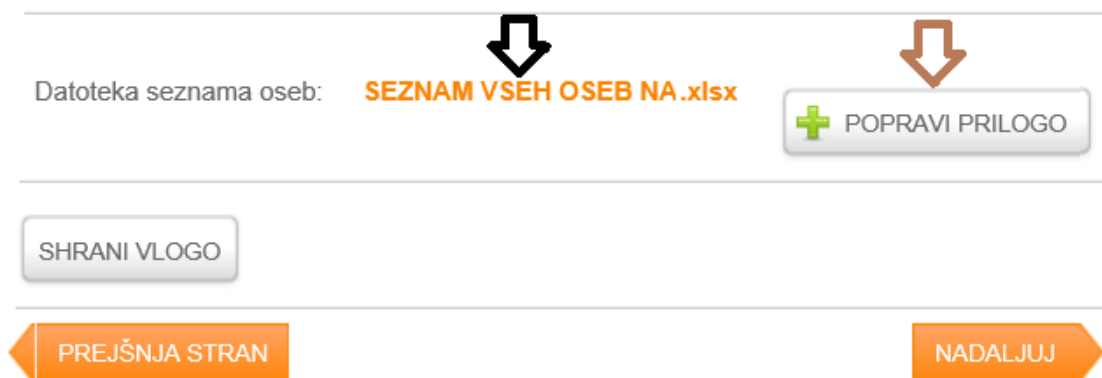 Datoteka seznama oseb: SEZNAM VSEH OSEB NA.xlsx
POPRAVI PRILOGO
SHRANI VLOGO
PREJŠNJA STRAN
NADALJUJ